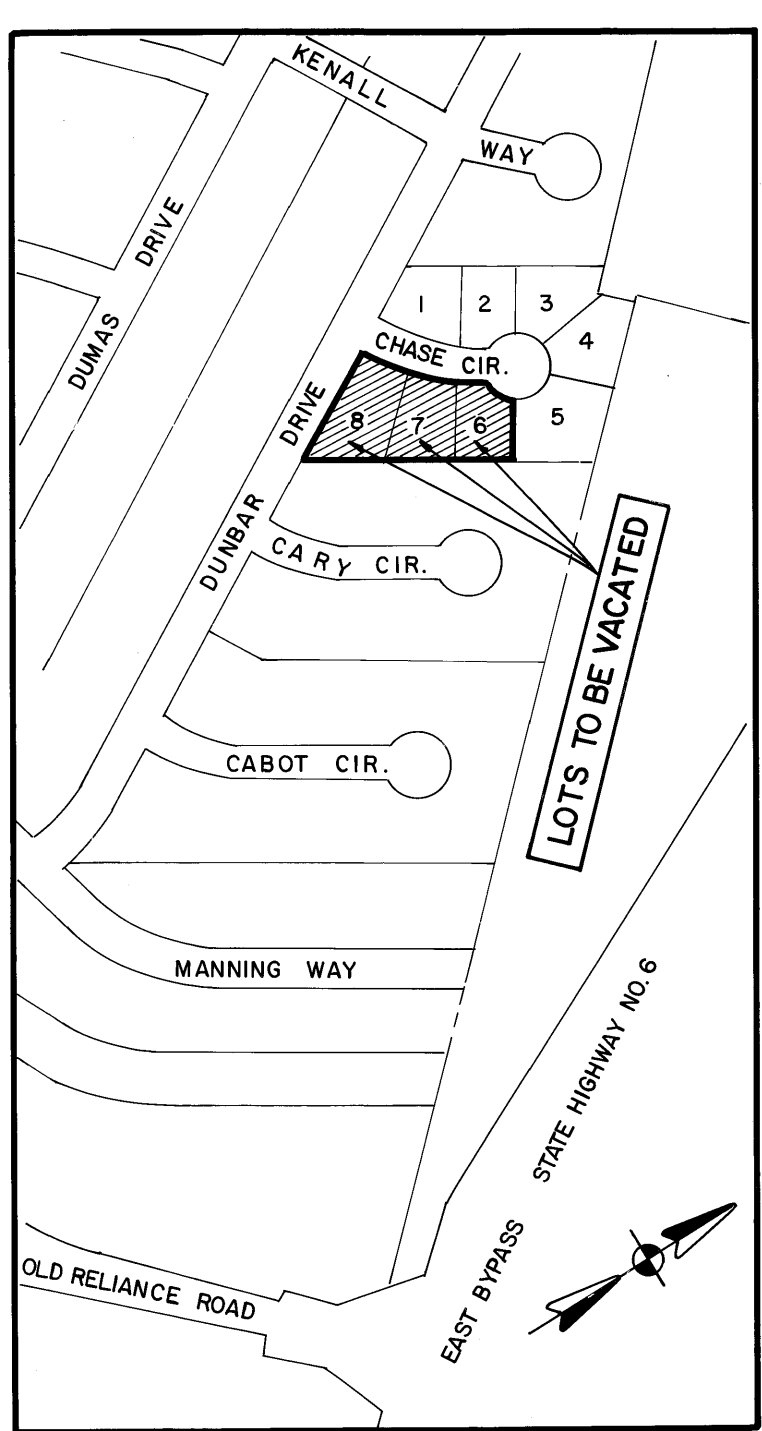 KENALL
WAY
DUMAS DRIVE
1
2
3
4
CHASE CIR.
5
8
7
6
DUNBAR DRIVE
CARY CIR.
LOTS TO BE VACATED
CABOT CIR.
MANNING WAY
EAST BYPASS STATE HIGHWAY NO. 6
OLD RELIANCE ROAD